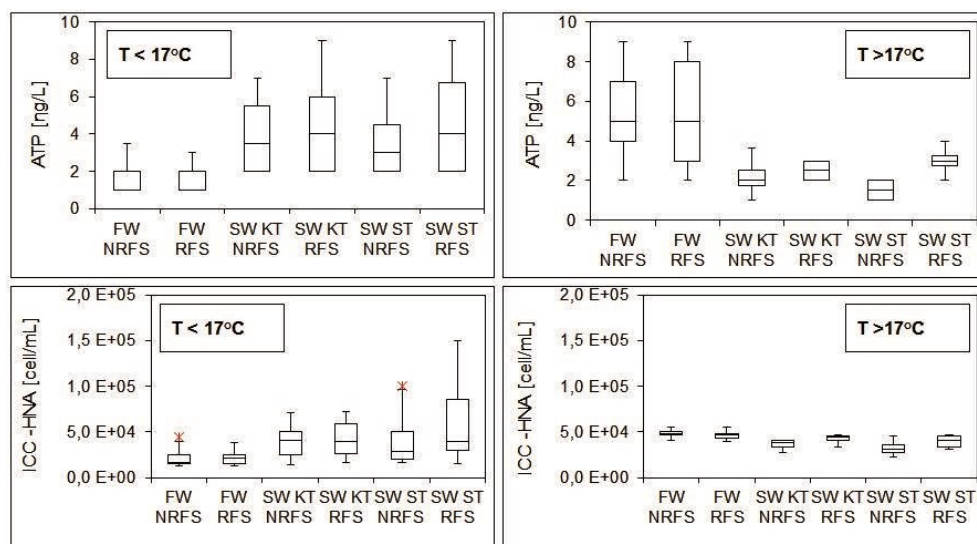 10
8
6
4
2
0
ATP [ηg/L]
T < 17°C
FW NRFS
FW RFS
SW KT NRFS
SW KT RFS
SW ST NRFS
SW ST RFS
10
8
6
4
2
0
ATP [ηg/L]
T >17°C
FW NRFS
FW RFS
SW KT NRFS
SW KT RFS
SW ST NRFS
SW ST RFS
2,0 E+05
1,5 E+05
1,0 E+05
5,0 E+04
0,0 E+00
ICC -HNA [cell/mL]
T < 17°C
FW NRFS
FW RFS
SW KT NRFS
SW KT RFS
SW ST NRFS
SW ST RFS
2,0 E+05
1,5 E+05
1,0 E+05
5,0 E+04
0,0 E+00
ICC -HNA [cell/mL]
T >17°C
FW NRFS
FW RFS
SW KT NRFS
SW KT RFS
SW ST NRFS
SW ST RFS